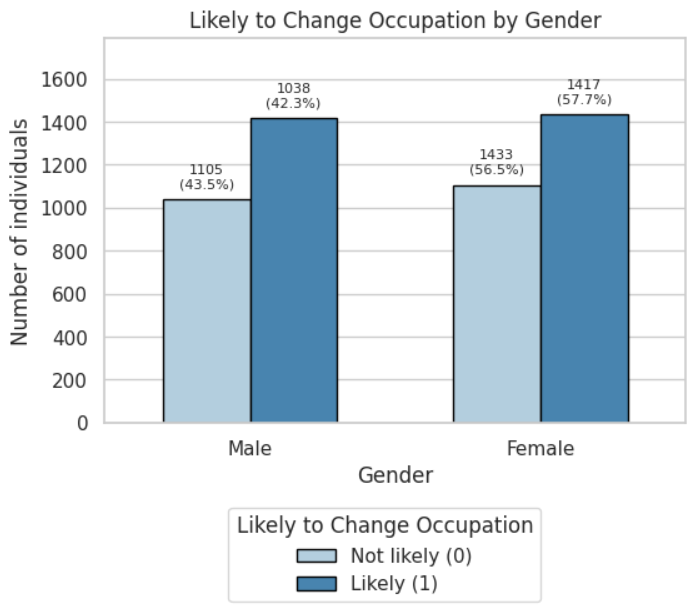 Likely to Change Occupation by Gender
Number of individuals
1600
1400
1200
1000
800
600
400
200
0
1105
(43.5%)
1038
(42.3%)
1433
(56.5%)
1417
(57.7%)
Male
Female
Gender
Likely to Change Occupation
Not likely (0)
Likely (1)